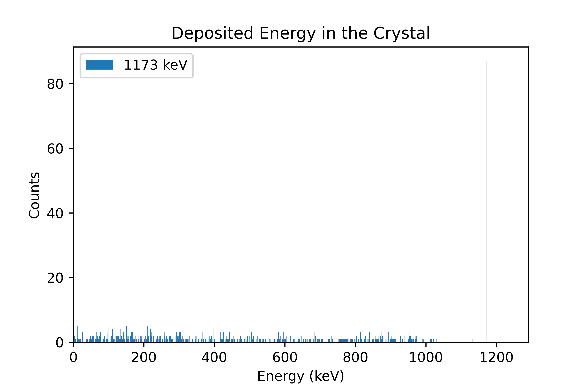 Deposited Energy in the Crystal
1173 keV
Counts
80
60
40
20
0
0 200 400 600 800 1000 1200
Energy (keV)